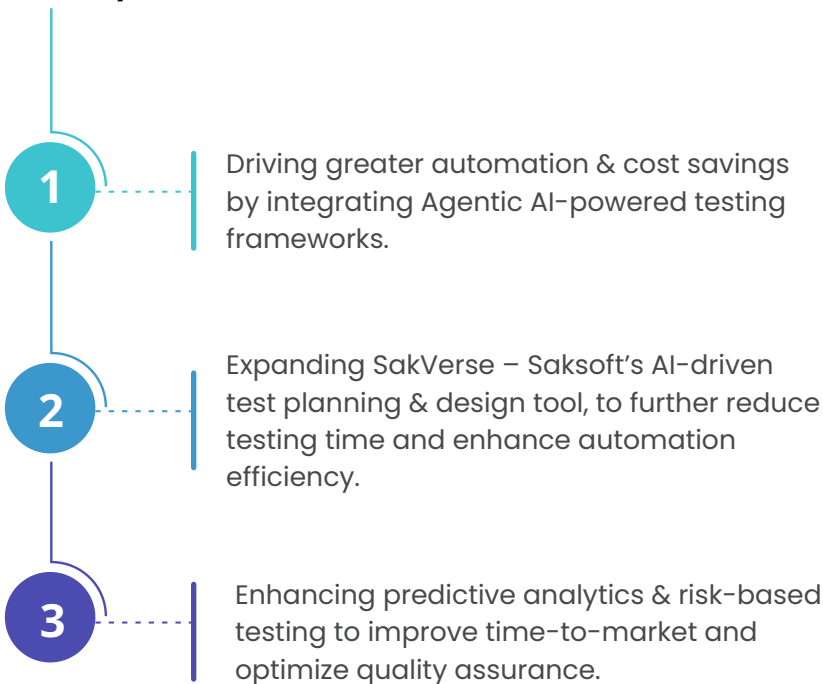 1
Driving greater automation & cost savings
by integrating Agentic AI-powered testing
frameworks.
2
Expanding SakVerse – Saksoft’s AI-driven
test planning & design tool, to further reduce
testing time and enhance automation
efficiency.
3
Enhancing predictive analytics & risk-based
testing to improve time-to-market and
optimize quality assurance.